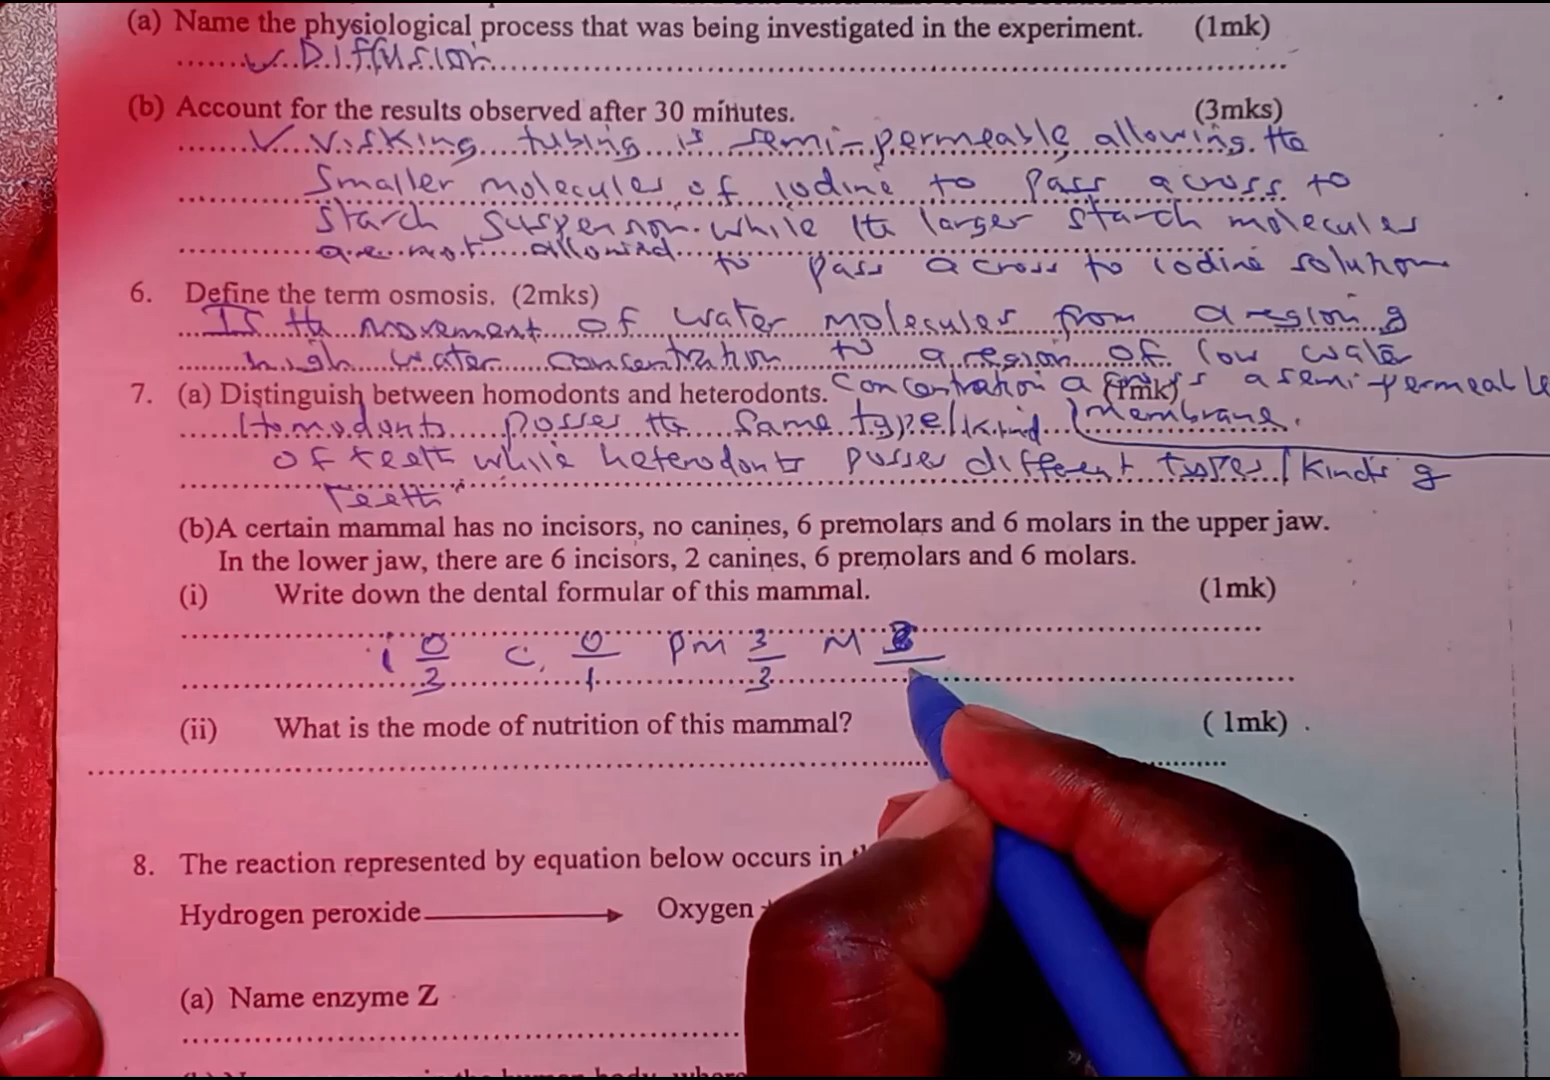 (a) Name the physiological process that was being investigated in the experiment. (1mk)
✓ Diffusion
(b) Account for the results observed after 30 minutes. (3mks)
✓ Visking tubing is semi-permeable allowing the
smaller molecules of iodine to pass across to
starch suspension. while the larger starch molecules
are not allowed to pass across to iodine solution
6. Define the term osmosis. (2mks)
Is the movement of water molecules from a region of
high water concentration to a region of low water
concentration across a semi-permeable
7. (a) Distinguish between homodonts and heterodonts. (1mk)
membrane.
Homodonts posses the same type/kind
of teeth while heterodonts posses different types/kinds of
teeth
(b)A certain mammal has no incisors, no canines, 6 premolars and 6 molars in the upper jaw.
In the lower jaw, there are 6 incisors, 2 canines, 6 premolars and 6 molars.
(i) Write down the dental formular of this mammal. (1mk)
i 0/3 c 0/1 pm 3/3 M 3
(ii) What is the mode of nutrition of this mammal? ( 1mk) .
8. The reaction represented by equation below occurs in
Hydrogen peroxide → Oxygen +
(a) Name enzyme Z